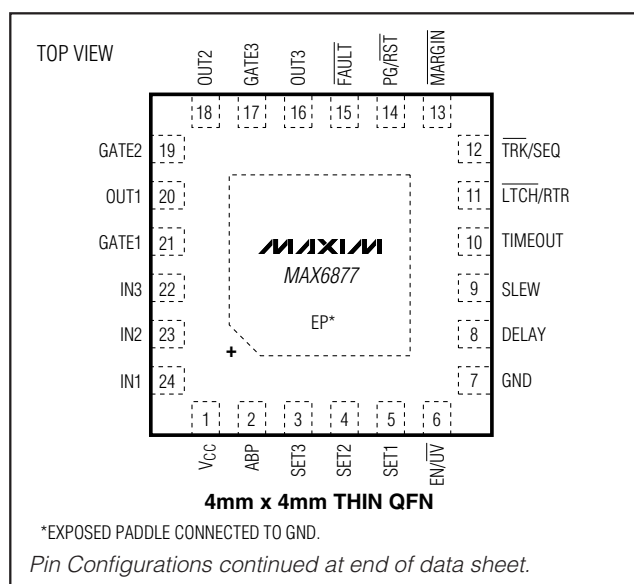 TOP VIEW
OUT2
GATE3
OUT3
FAULT
PG/RST
MARGIN
18 17 16 15 14 13
GATE2 19
12 TRK/SEQ
OUT1 20
11 LTCH/RTR
GATE1 21
10 TIMEOUT
MAXIM
MAX6877
IN3 22
9 SLEW
EP*
IN2 23
8 DELAY
+
IN1 24
7 GND
1 2 3 4 5 6
VCC
ABP
SET3
SET2
SET1
EN/UV
4mm x 4mm THIN QFN
*EXPOSED PADDLE CONNECTED TO GND.
Pin Configurations continued at end of data sheet.